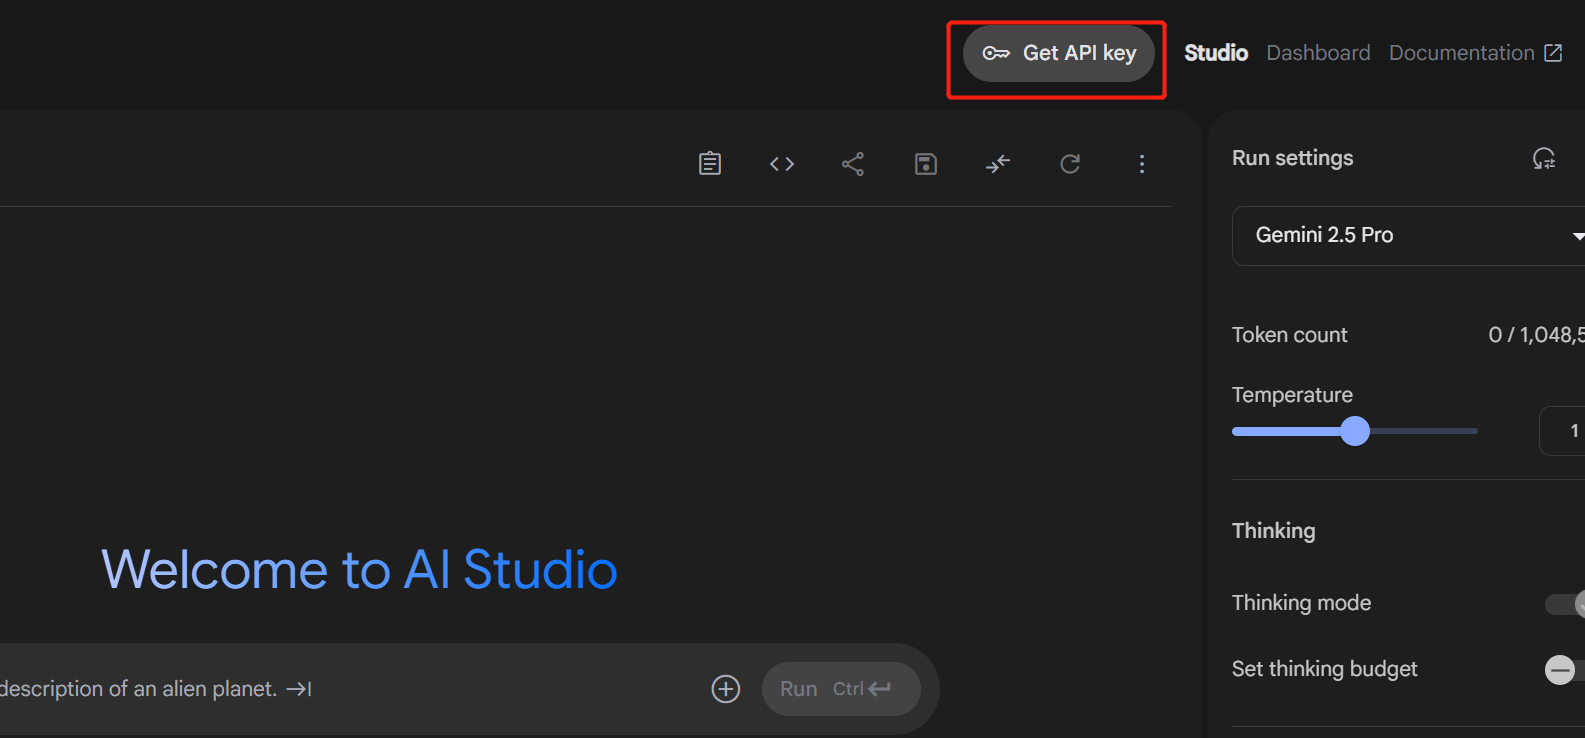 Get API key
Studio
Dashboard
Documentation
Run settings
Gemini 2.5 Pro
Token count
0 / 1,048,5
Temperature
1
Thinking
Thinking mode
Set thinking budget
Welcome to AI Studio
description of an alien planet.
Run Ctrl